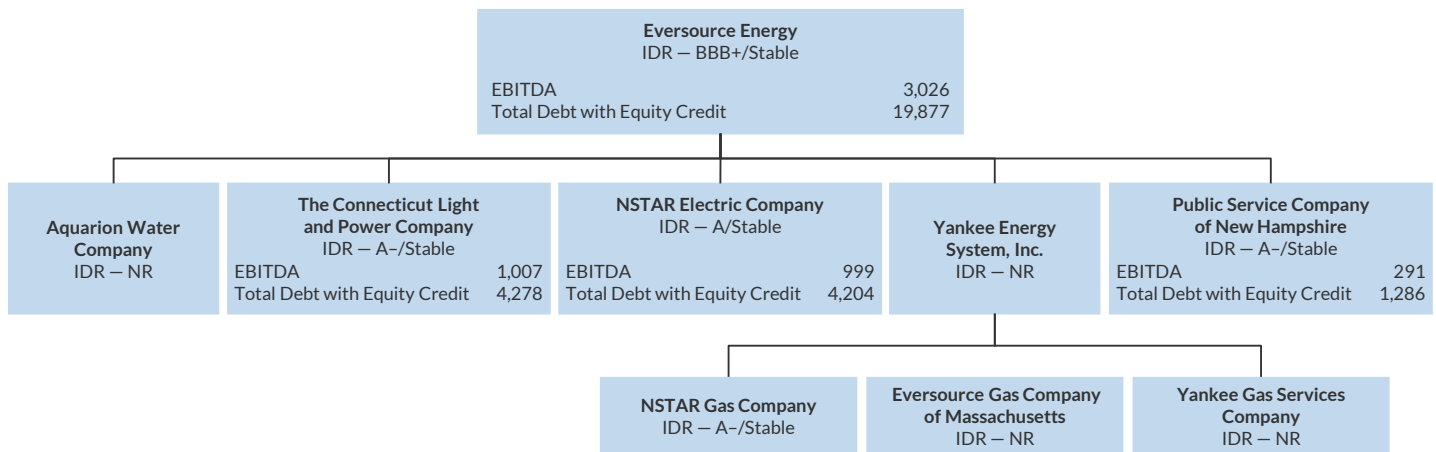 Eversource Energy
IDR — BBB+/Stable
EBITDA 3,026
Total Debt with Equity Credit 19,877
Aquarion Water
Company
IDR — NR
The Connecticut Light
and Power Company
IDR — A–/Stable
EBITDA 1,007
Total Debt with Equity Credit 4,278
NSTAR Electric Company
IDR — A/Stable
EBITDA 999
Total Debt with Equity Credit 4,204
Yankee Energy
System, Inc.
IDR — NR
Public Service Company
of New Hampshire
IDR — A–/Stable
EBITDA 291
Total Debt with Equity Credit 1,286
NSTAR Gas Company
IDR — A–/Stable
Eversource Gas Company
of Massachusetts
IDR — NR
Yankee Gas Services
Company
IDR — NR